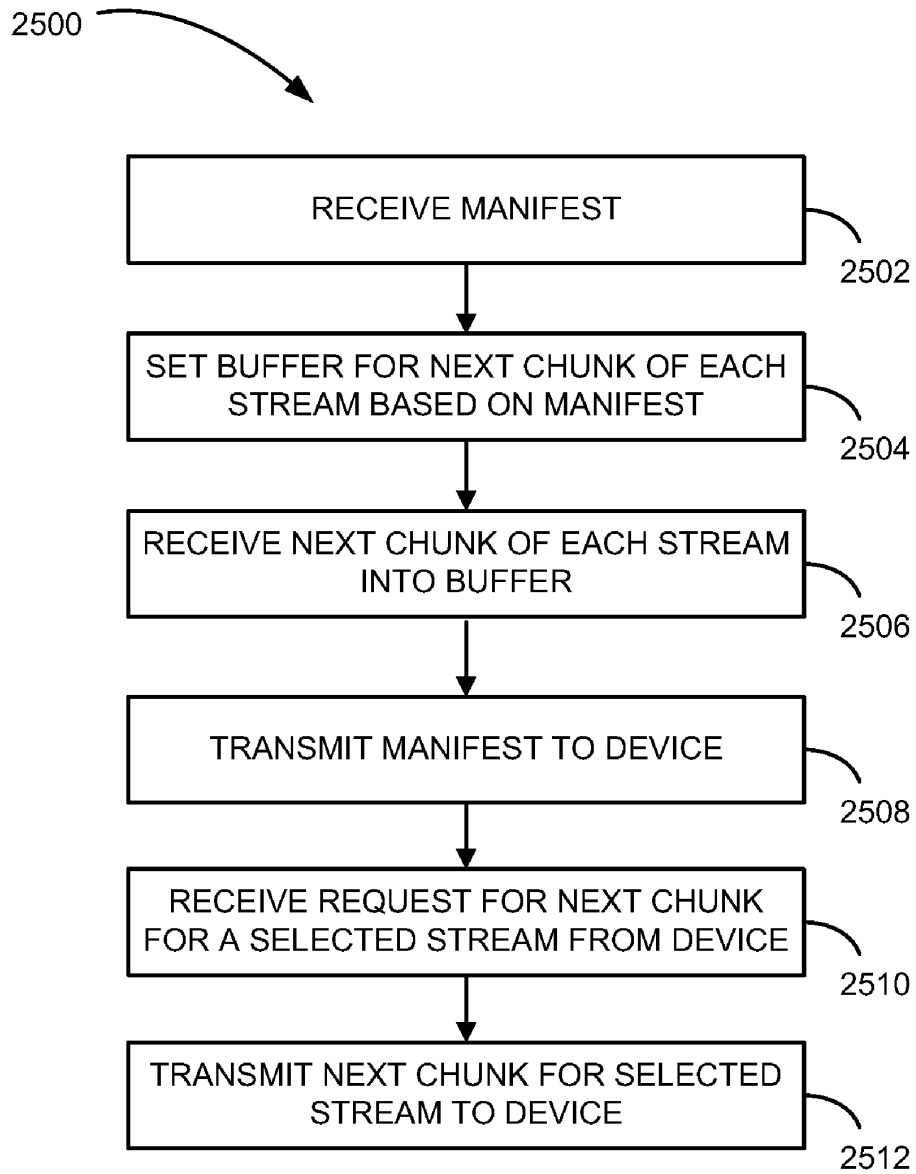 2500
RECEIVE MANIFEST
2502
SET BUFFER FOR NEXT CHUNK OF EACH
STREAM BASED ON MANIFEST
2504
RECEIVE NEXT CHUNK OF EACH STREAM
INTO BUFFER
2506
TRANSMIT MANIFEST TO DEVICE
2508
RECEIVE REQUEST FOR NEXT CHUNK
FOR A SELECTED STREAM FROM DEVICE
2510
TRANSMIT NEXT CHUNK FOR SELECTED
STREAM TO DEVICE
2512